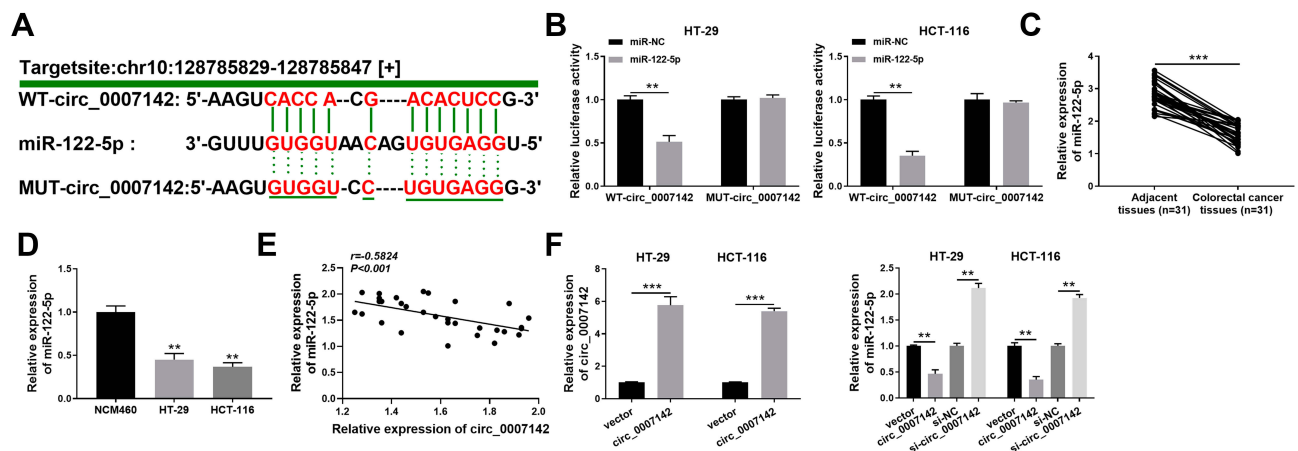 A
Targetsite:chr10:128785829-128785847 [+]
WT-circ_0007142: 5'-AAGUCACCA--CG----ACACUCCG-3'
miR-122-5p : 3'-GUUUGUGGUAACAGUGUGAGGU-5'
MUT-circ_0007142:5'-AAGUGUGGU-CC----UGUGAGGG-3'
B
HT-29
miR-NC
miR-122-5p
Relative luciferase activity
1.5
1.0
0.5
0.0
**
WT-circ_0007142 MUT-circ_0007142
HCT-116
miR-NC
miR-122-5p
Relative luciferase activity
1.5
1.0
0.5
0.0
**
WT-circ_0007142 MUT-circ_0007142
C
Relative expression
of miR-122-5p
4
3
2
1
0
***
Adjacent
tissues (n=31)
Colorectal cancer
tissues (n=31)
D
Relative expression
of miR-122-5p
1.5
1.0
0.5
0.0
** **
NCM460 HT-29 HCT-116
E
r=-0.5824
P<0.001
Relative expression
of miR-122-5p
2.5
2.0
1.5
1.0
0.5
0.0
1.2 1.4 1.6 1.8 2.0
Relative expression of circ_0007142
F
HT-29 HCT-116
Relative expression
of circ_0007142
8
6
4
2
0
*** ***
vector circ_0007142 vector circ_0007142
HT-29 HCT-116
Relative expression
of miR-122-5p
2.5
2.0
1.5
1.0
0.5
0.0
** ** ** **
vector circ_0007142 si-NC si-circ_0007142 vector circ_0007142 si-NC si-circ_0007142